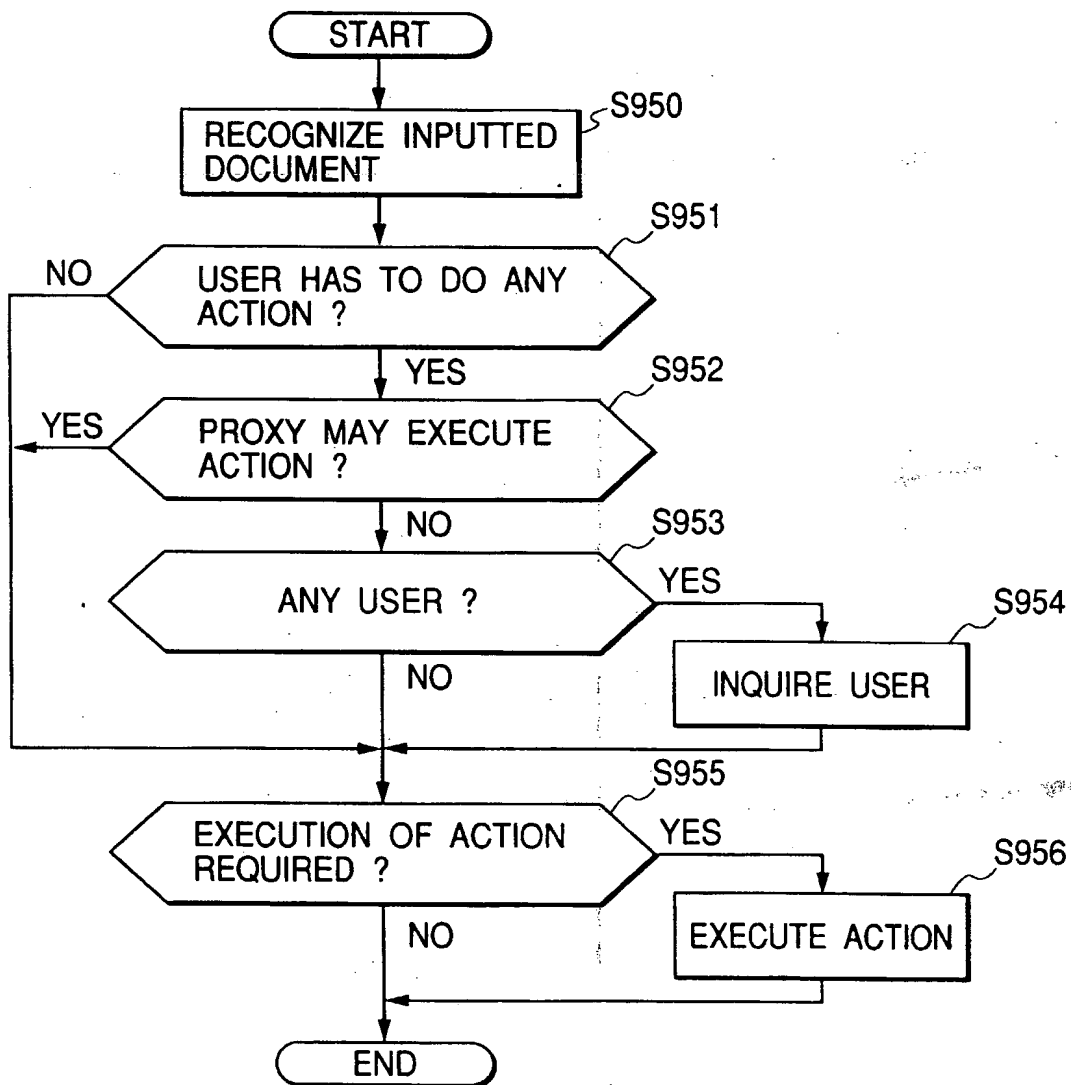 START
S950
RECOGNIZE INPUTTED
DOCUMENT
S951
NO
USER HAS TO DO ANY
ACTION ?
YES
S952
YES
PROXY MAY EXECUTE
ACTION ?
NO
S953
YES
ANY USER ?
S954
NO
INQUIRE USER
S955
YES
EXECUTION OF ACTION
REQUIRED ?
S956
NO
EXECUTE ACTION
END